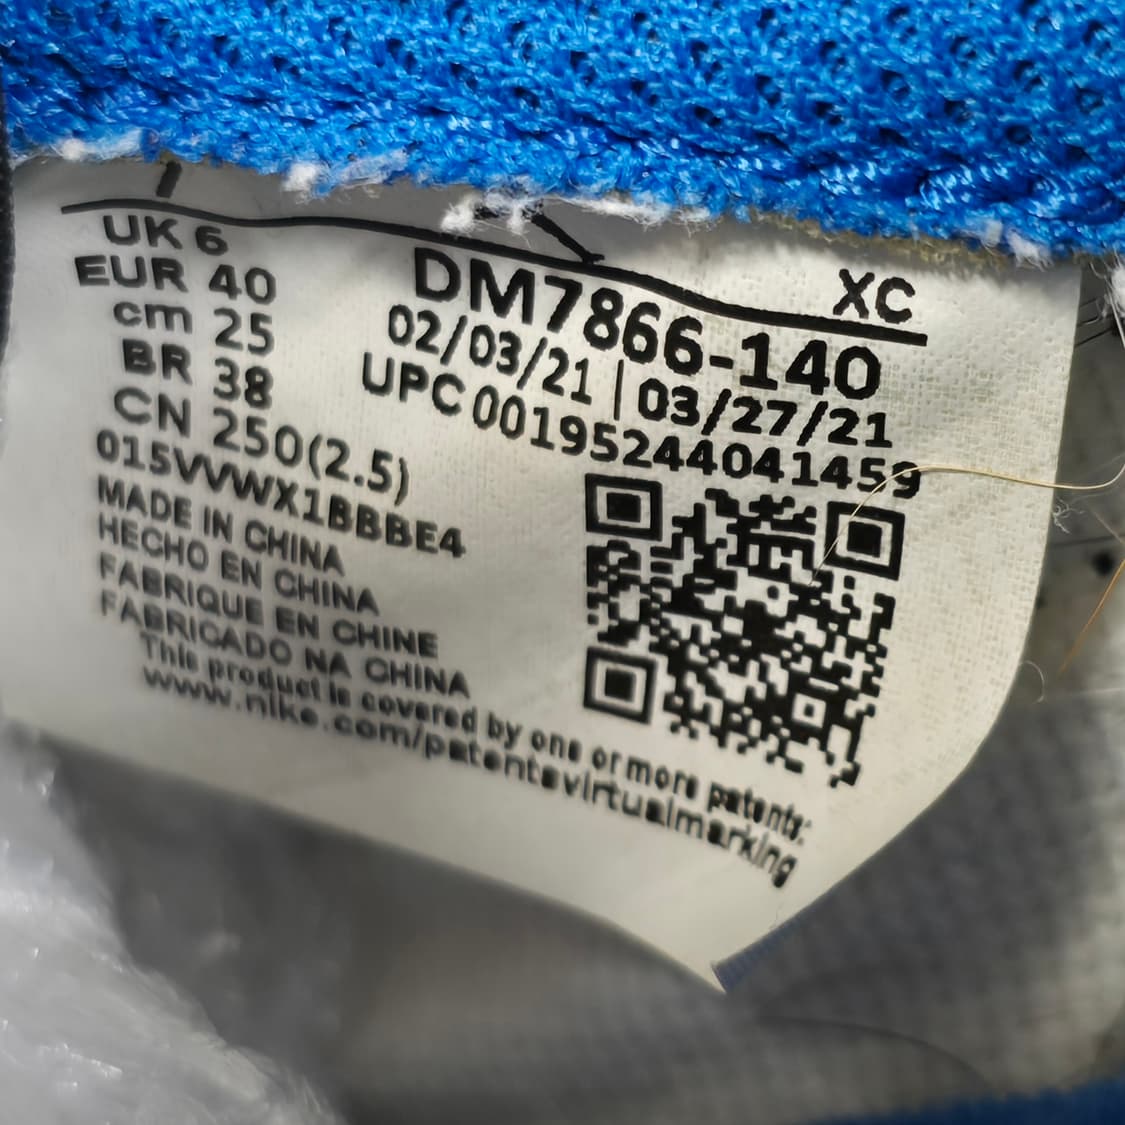 UK 6
EUR 40
cm 25
BR 38
CN 250(2.5)
015VVWX1BBBE4
MADE IN CHINA
HECHO EN CHINA
FABRIQUE EN CHINE
FABRICADO NA CHINA
This product is covered by one or more patents:
www.nike.com/patentsvirtualmarking
XC
DM7866-140
02/03/21 | 03/27/21
UPC 00195244041459